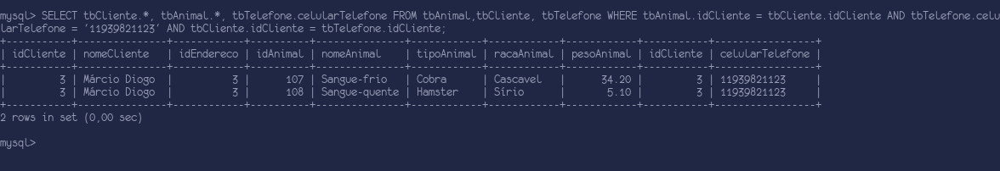 mysql> SELECT tbCliente.*, tbAnimal.*, tbTelefone.celularTelefone FROM tbAnimal,tbCliente, tbTelefone WHERE tbAnimal.idCliente = tbCliente.idCliente AND tbTelefone.celu
larTelefone = '11939821123' AND tbCliente.idCliente = tbTelefone.idCliente;
+-----------+---------------+------------+----------+---------------+------------+------------+------------+-----------+-----------------+
| idCliente | nomeCliente   | idEndereco | idAnimal | nomeAnimal    | tipoAnimal | racaAnimal | pesoAnimal | idCliente | celularTelefone |
+-----------+---------------+------------+----------+---------------+------------+------------+------------+-----------+-----------------+
|         3 | Márcio Diogo  |          3 |      107 | Sangue-frio   | Cobra      | Cascavel   |      34.20 |         3 | 11939821123     |
|         3 | Márcio Diogo  |          3 |      108 | Sangue-quente | Hamster    | Sírio      |       5.10 |         3 | 11939821123     |
+-----------+---------------+------------+----------+---------------+------------+------------+------------+-----------+-----------------+
2 rows in set (0,00 sec)
mysql>